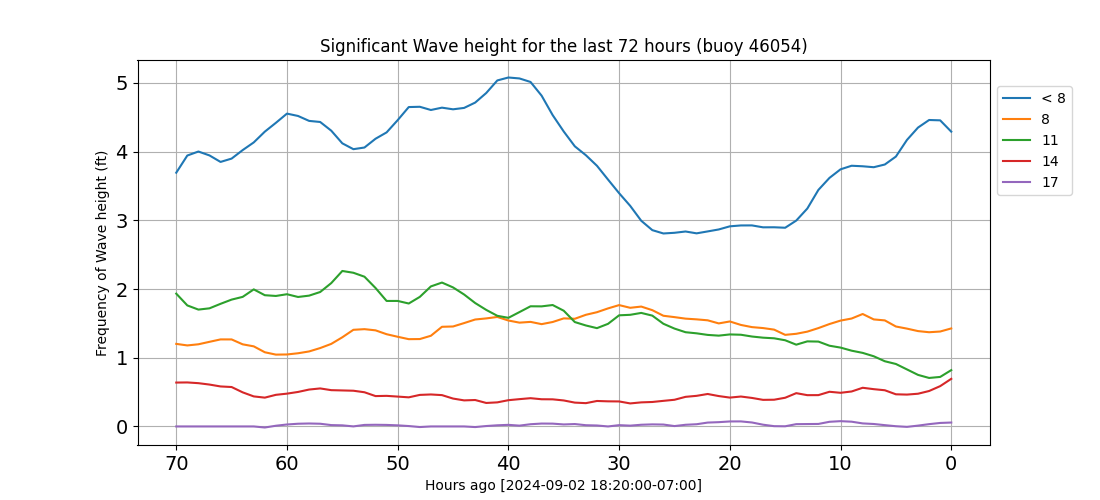 Significant Wave height for the last 72 hours (buoy 46054)
Frequency of Wave height (ft)
5
4
3
2
1
0
70 60 50 40 30 20 10 0
Hours ago [2024-09-02 18:20:00-07:00]
< 8
8
11
14
17